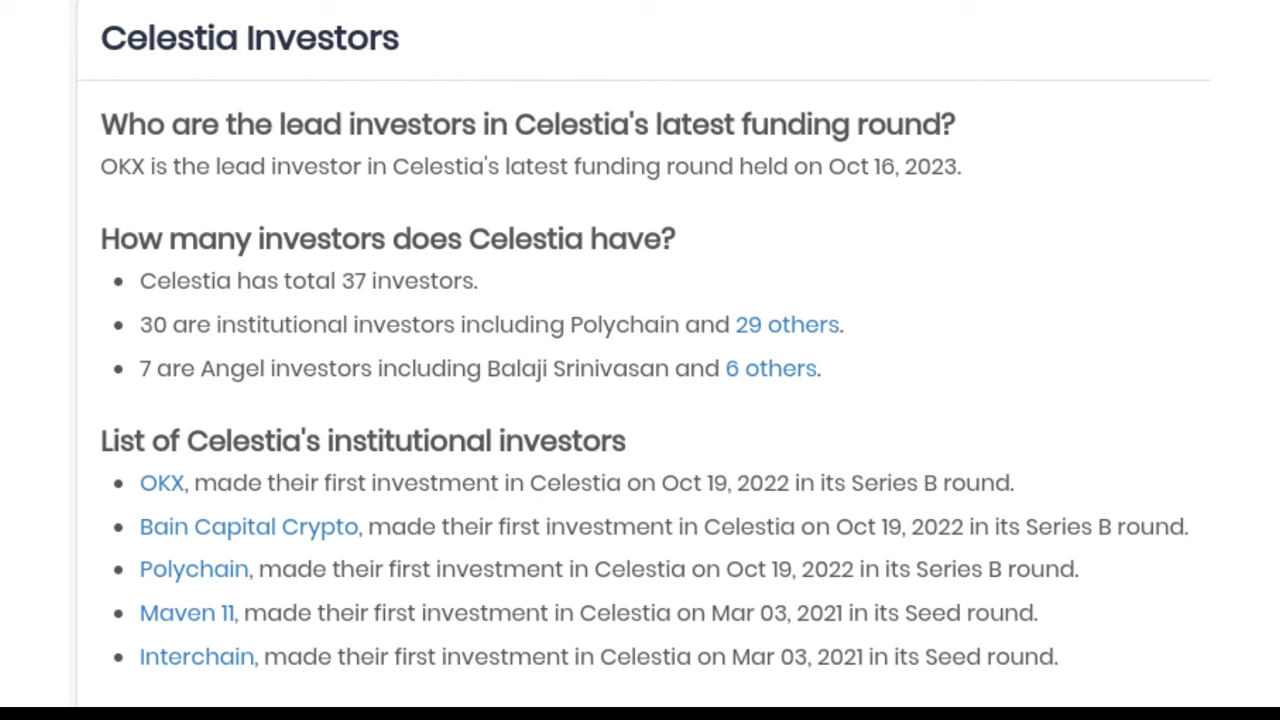 Celestia Investors
Who are the lead investors in Celestia's latest funding round?
OKX is the lead investor in Celestia's latest funding round held on Oct 16, 2023.
How many investors does Celestia have?
• Celestia has total 37 investors.
• 30 are institutional investors including Polychain and 29 others.
• 7 are Angel investors including Balaji Srinivasan and 6 others.
List of Celestia's institutional investors
• OKX, made their first investment in Celestia on Oct 19, 2022 in its Series B round.
• Bain Capital Crypto, made their first investment in Celestia on Oct 19, 2022 in its Series B round.
• Polychain, made their first investment in Celestia on Oct 19, 2022 in its Series B round.
• Maven 11, made their first investment in Celestia on Mar 03, 2021 in its Seed round.
• Interchain, made their first investment in Celestia on Mar 03, 2021 in its Seed round.